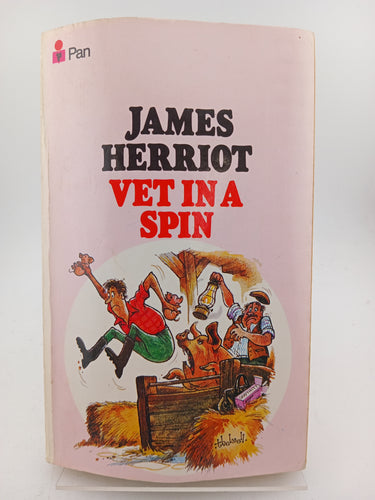 Pan
JAMES
HERRIOT
VET IN A
SPIN